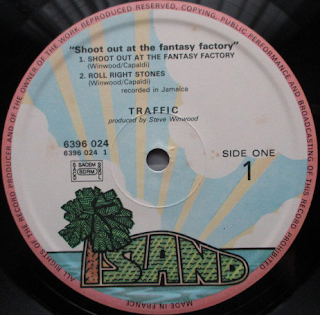 "Shoot out at the fantasy factory"
1. SHOOT OUT AT THE FANTASY FACTORY
(Winwood/Capaldi)
2. ROLL RIGHT STONES
(Winwood/Capaldi)
recorded in Jamaica
TRAFFIC
produced by Steve Winwood
6396 024
6396 024 1
SACEM
SDRM
SIDE ONE
1
ISLAND
ALL RIGHTS OF THE RECORD PRODUCER AND OF THE OWNER OF THE WORK REPRODUCED RESERVED. COPYING, PUBLIC PERFORMANCE AND BROADCASTING OF THIS RECORD PROHIBITED
MADE IN FRANCE